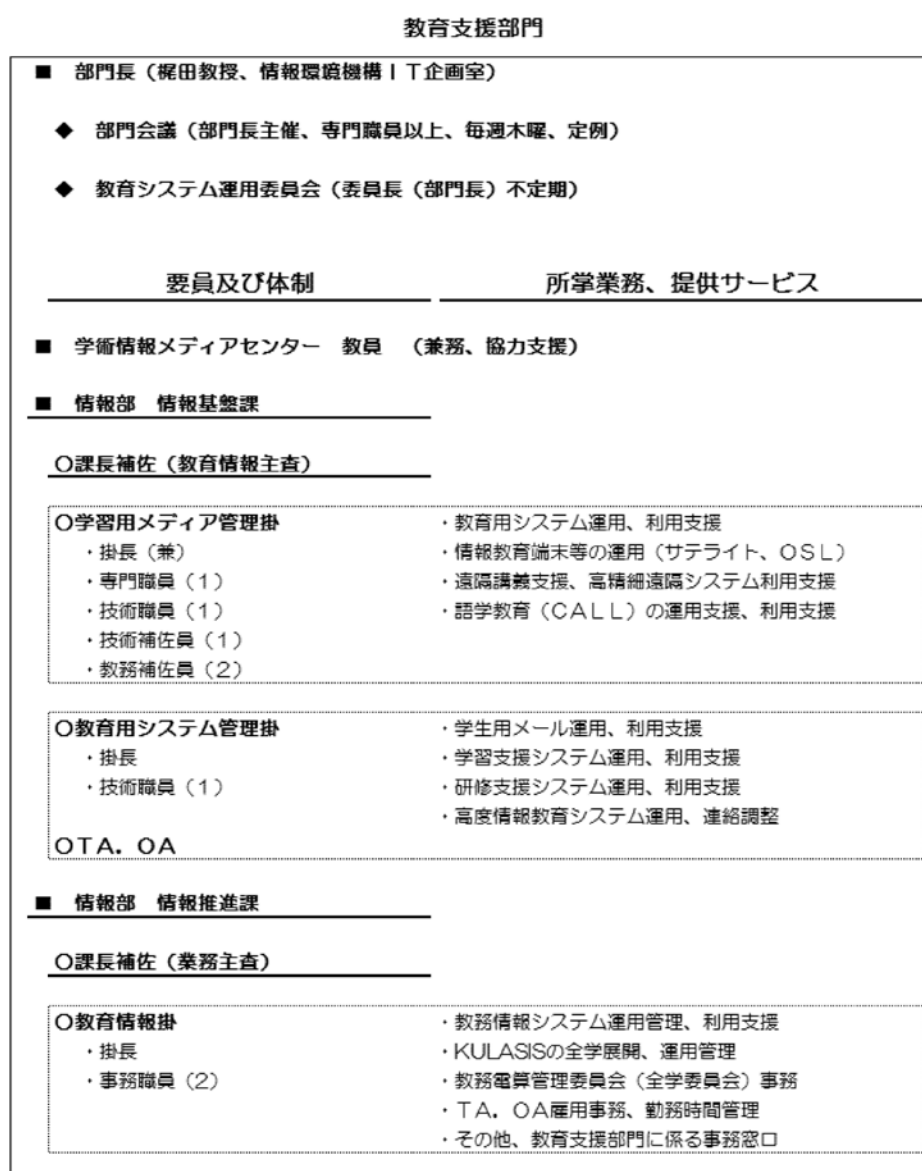 教育支援部門
■ 部門長（梶田教授、情報環境機構ＩＴ企画室）
◆ 部門会議（部門長主催、専門職員以上、毎週木曜、定例）
◆ 教育システム運用委員会（委員長（部門長）不定期）
要員及び体制 所掌業務、提供サービス
■ 学術情報メディアセンター 教員 （兼務、協力支援）
■ 情報部 情報基盤課
○課長補佐（教育情報主査）
○学習用メディア管理掛 ・教育用システム運用、利用支援
・掛長（兼） ・情報教育端末等の運用（サテライト、ＯＳＬ）
・専門職員（１） ・遠隔講義支援、高精細遠隔システム利用支援
・技術職員（１） ・語学教育（ＣＡＬＬ）の運用支援、利用支援
・技術補佐員（１）
・教務補佐員（２）
○教育用システム管理掛 ・学生用メール運用、利用支援
・掛長 ・学習支援システム運用、利用支援
・技術職員（１） ・研修支援システム運用、利用支援
・高度情報教育システム運用、連絡調整
○ＴＡ．ＯＡ
■ 情報部 情報推進課
○課長補佐（業務主査）
○教育情報掛 ・教務情報システム運用管理、利用支援
・掛長 ・KULASISの全学展開、運用管理
・事務職員（２） ・教務電算管理委員会（全学委員会）事務
・ＴＡ．ＯＡ雇用事務、勤務時間管理
・その他、教育支援部門に係る事務窓口